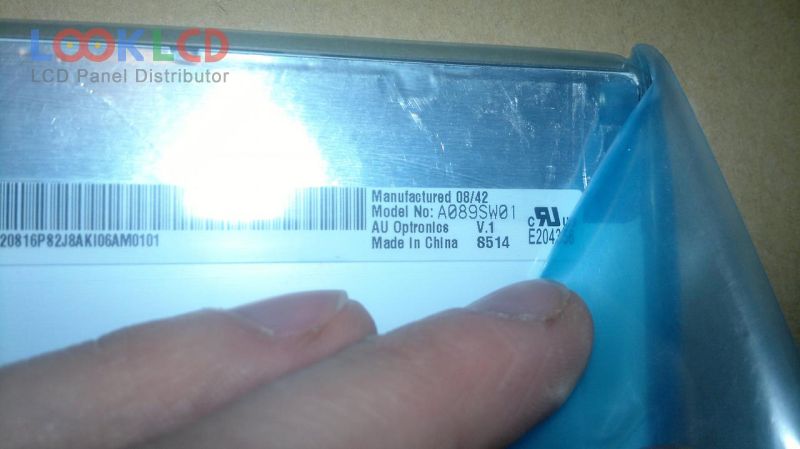 LOOKLCD
LCD Panel Distributor
Manufactured 08/42
Model No: A089SW01
AU Optronics V.1
Made in China 8514
20816P82J8AKI06AM0101